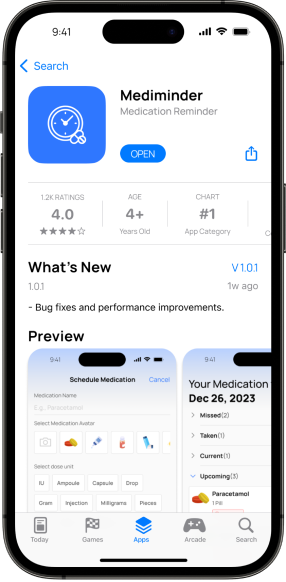 9:41
Search
Mediminder
Medication Reminder
OPEN
1.2K RATINGS
4.0
★★★★☆
AGE
4+
Years Old
CHART
#1
App Category
What's New
V 1.0.1
1.0.1
1w ago
- Bug fixes and performance improvements.
Preview
9:41
Schedule Medication
Cancel
Medication Name
E.g., Paracetamol
Select Medication Avatar
Select dose unit
IU
Ampoule
Capsule
Drop
Gram
Injection
Milligrams
Pieces
9:41
Your Medication
Dec 26, 2023
Missed(2)
Taken(1)
Current(1)
Upcoming(3)
Paracetamol
1 Pill
Today
Games
Apps
Arcade
Search